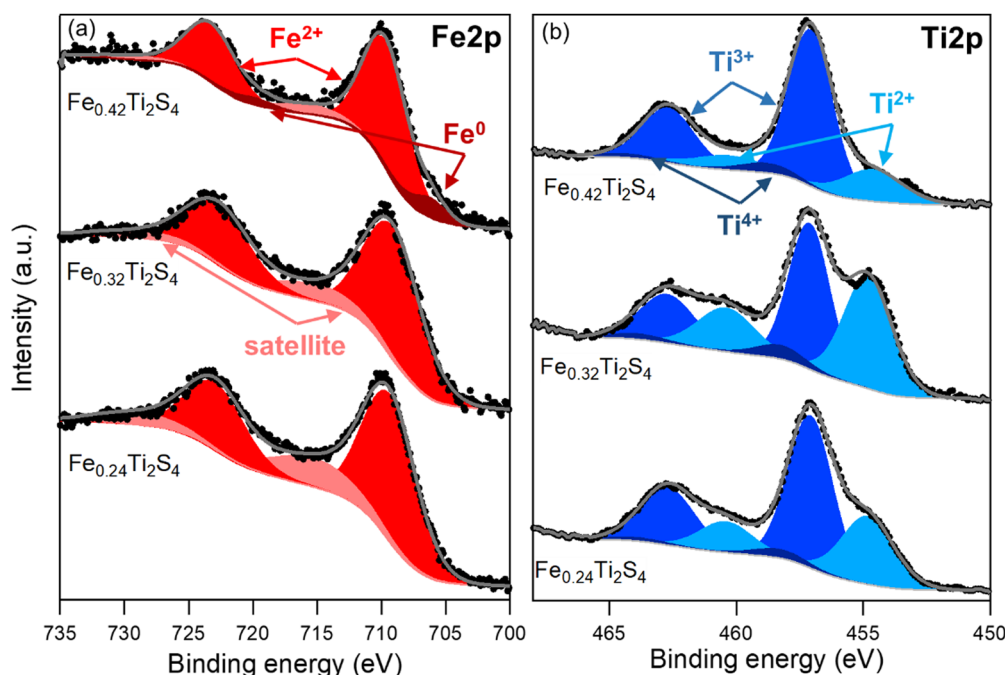 (a)
Fe2p
Fe²⁺
Fe⁰
Fe₀.₄₂Ti₂S₄
Fe₀.₃₂Ti₂S₄
satellite
Fe₀.₂₄Ti₂S₄
Intensity (a.u.)
735 730 725 720 715 710 705 700
Binding energy (eV)
(b)
Ti2p
Ti³⁺
Ti²⁺
Ti⁴⁺
Fe₀.₄₂Ti₂S₄
Fe₀.₃₂Ti₂S₄
Fe₀.₂₄Ti₂S₄
465 460 455 450
Binding energy (eV)